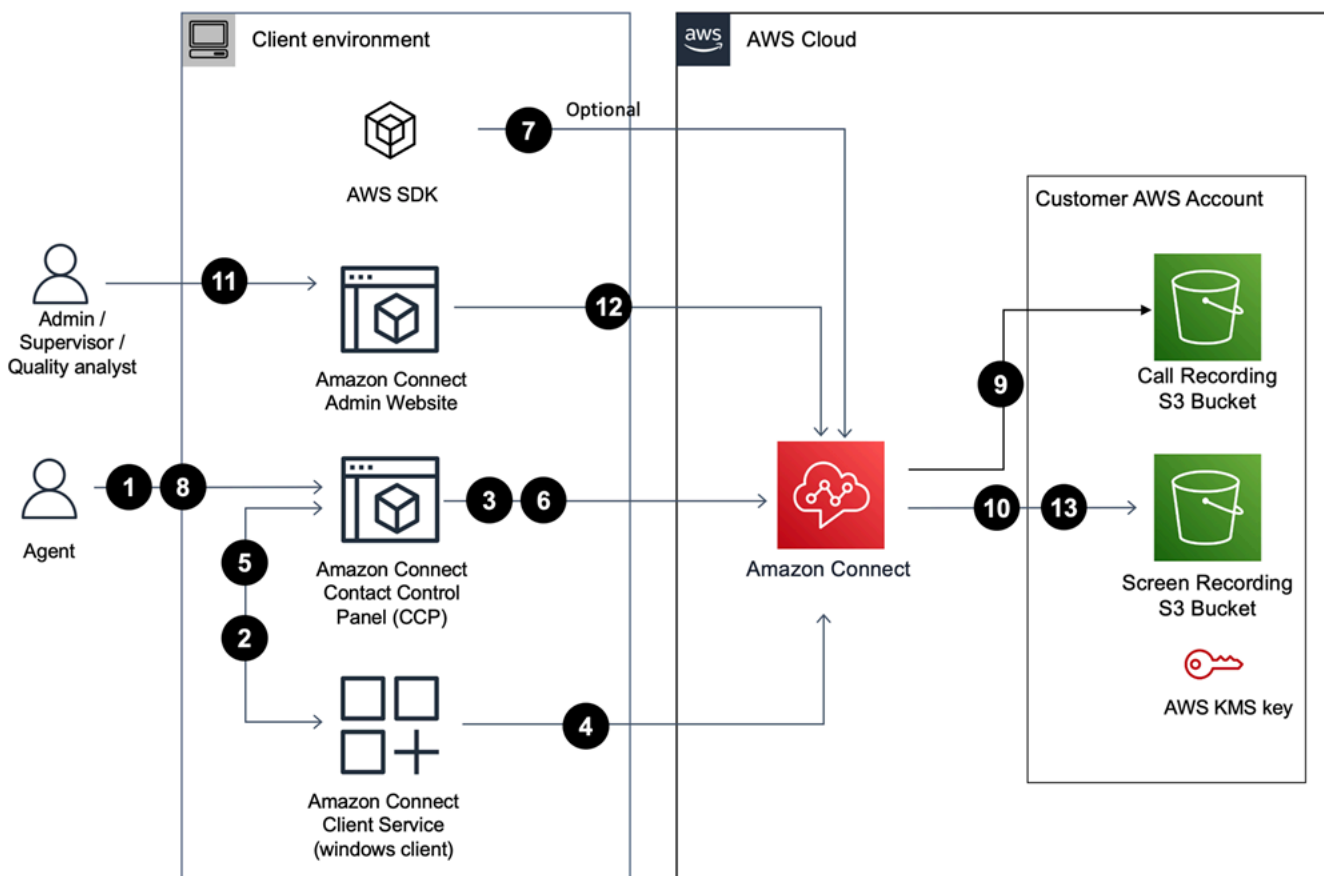 Client environment
aws
AWS Cloud
7
Optional
AWS SDK
Customer AWS Account
11
Admin /
Supervisor /
Quality analyst
Amazon Connect
Admin Website
12
9
Call Recording
S3 Bucket
1
8
Agent
3
6
Amazon Connect
Contact Control
Panel (CCP)
5
2
Amazon Connect
10
13
Screen Recording
S3 Bucket
AWS KMS key
4
Amazon Connect
Client Service
(windows client)